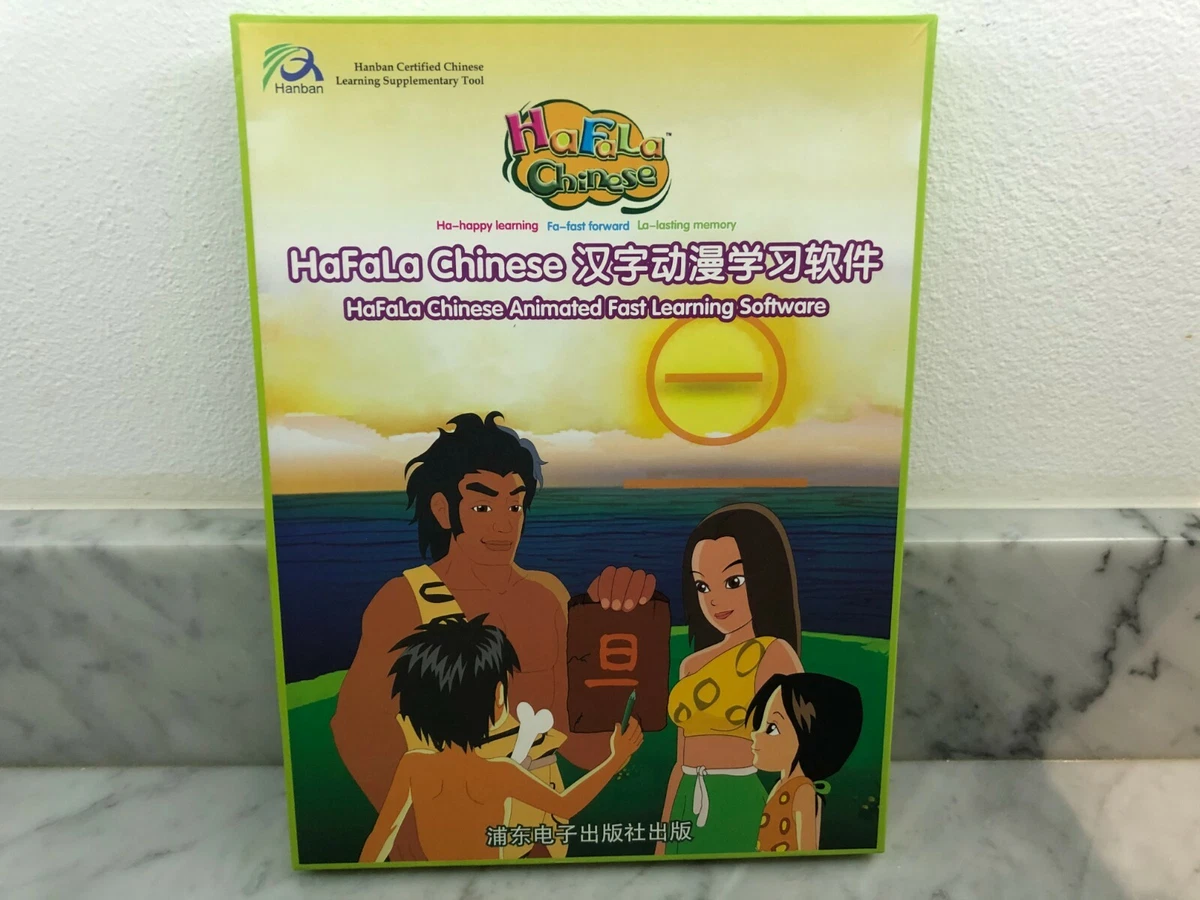 Hanban
Hanban Certified Chinese
Learning Supplementary Tool
HaFaLa™
Chinese
Ha-happy learning Fa-fast forward La-lasting memory
HaFaLa Chinese 汉字动漫学习软件
HaFaLa Chinese Animated Fast Learning Software
旦
浦东电子出版社出版